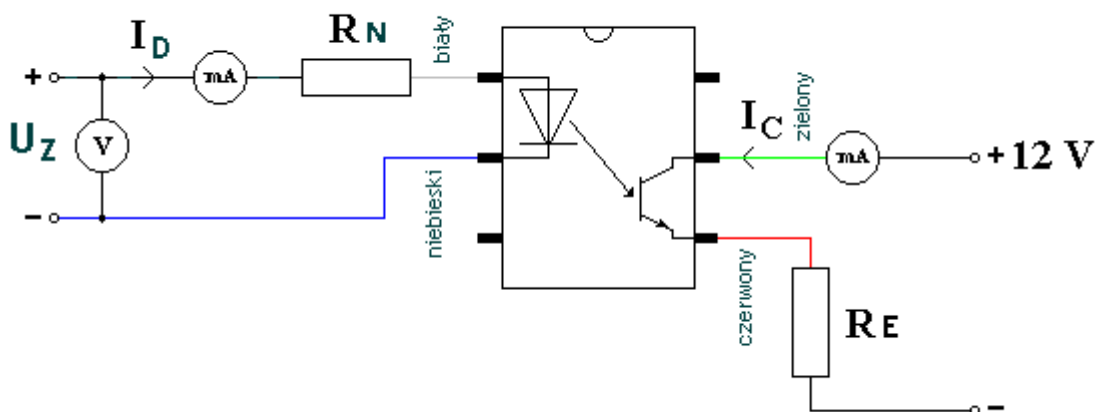 I_D
R_N
biały
+
mA
U_Z
V
−
niebieski
I_C
zielony
mA
+ 12 V
czerwony
R_E
−